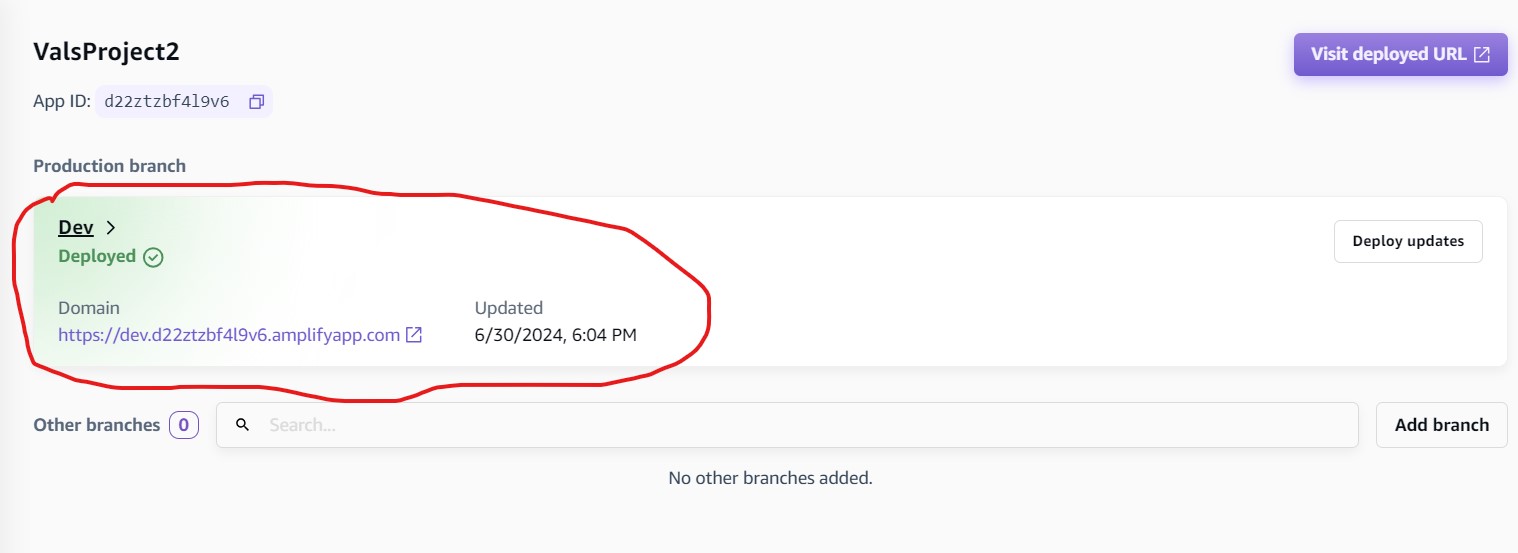 ValsProject2
Visit deployed URL
App ID: d22ztzbf4l9v6
Production branch
Dev
Deployed
Deploy updates
Domain
Updated
https://dev.d22ztzbf4l9v6.amplifyapp.com
6/30/2024, 6:04 PM
Other branches 0
Search...
Add branch
No other branches added.